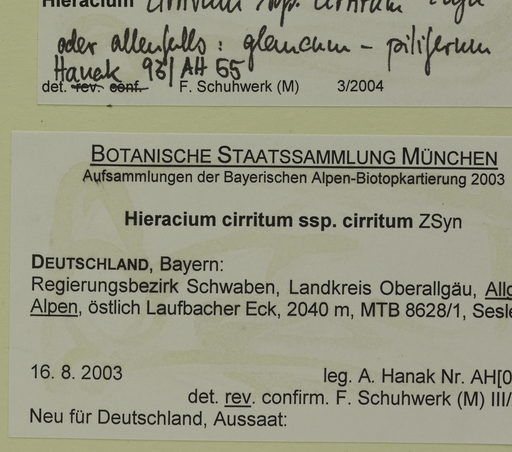 Hieracium cirritum ssp. cirritum
oder allenfalls: glaucum - piliferum
Hanak 93/AH 55
det. rev. conf. F. Schuhwerk (M) 3/2004
BOTANISCHE STAATSSAMMLUNG MÜNCHEN
Aufsammlungen der Bayerischen Alpen-Biotopkartierung 2003
Hieracium cirritum ssp. cirritum ZSyn
DEUTSCHLAND, Bayern:
Regierungsbezirk Schwaben, Landkreis Oberallgäu, Allg
Alpen, östlich Laufbacher Eck, 2040 m, MTB 8628/1, Sesle
16. 8. 2003 leg. A. Hanak Nr. AH[0
det. rev. confirm. F. Schuhwerk (M) III/
Neu für Deutschland, Aussaat: